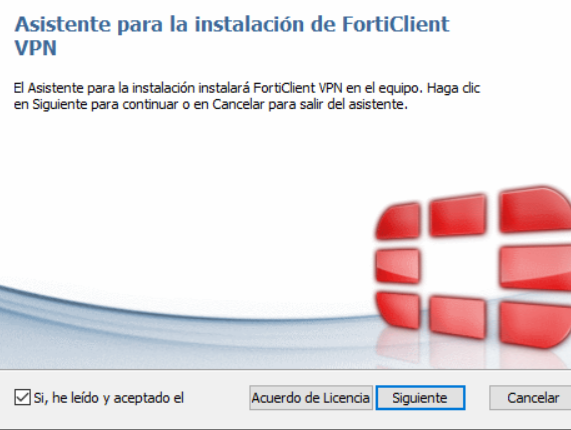 Asistente para la instalación de FortiClient
VPN
El Asistente para la instalación instalará FortiClient VPN en el equipo. Haga clic
en Siguiente para continuar o en Cancelar para salir del asistente.
Si, he leído y aceptado el
Acuerdo de Licencia
Siguiente
Cancelar